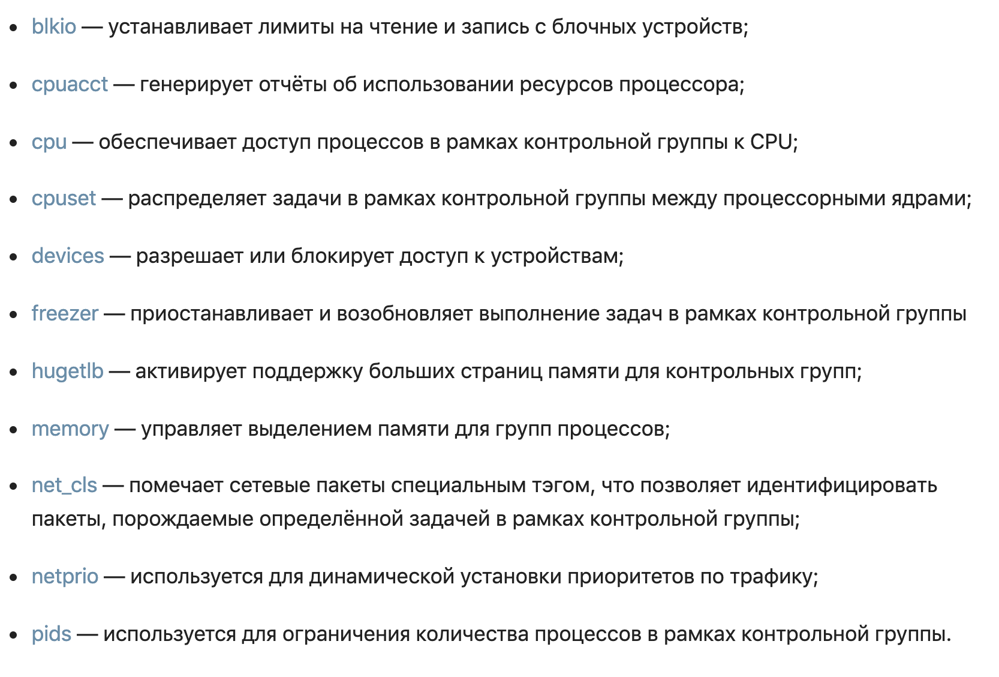 • blkio — устанавливает лимиты на чтение и запись с блочных устройств;
• cpuacct — генерирует отчёты об использовании ресурсов процессора;
• cpu — обеспечивает доступ процессов в рамках контрольной группы к CPU;
• cpuset — распределяет задачи в рамках контрольной группы между процессорными ядрами;
• devices — разрешает или блокирует доступ к устройствам;
• freezer — приостанавливает и возобновляет выполнение задач в рамках контрольной группы
• hugetlb — активирует поддержку больших страниц памяти для контрольных групп;
• memory — управляет выделением памяти для групп процессов;
• net_cls — помечает сетевые пакеты специальным тэгом, что позволяет идентифицировать
пакеты, порождаемые определённой задачей в рамках контрольной группы;
• netprio — используется для динамической установки приоритетов по трафику;
• pids — используется для ограничения количества процессов в рамках контрольной группы.